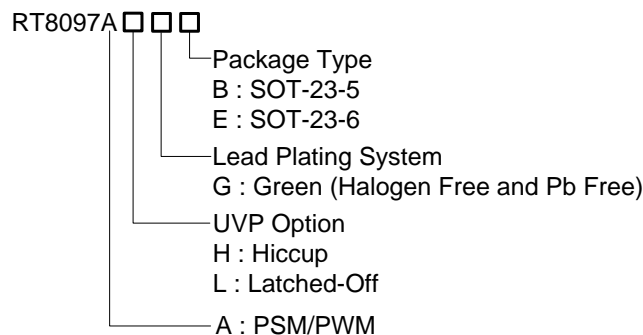 RT8097A
Package Type
B : SOT-23-5
E : SOT-23-6
Lead Plating System
G : Green (Halogen Free and Pb Free)
UVP Option
H : Hiccup
L : Latched-Off
A : PSM/PWM